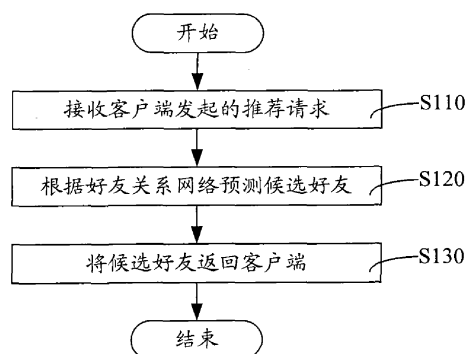 开始
接收客户端发起的推荐请求
S110
根据好友关系网络预测候选好友
S120
将候选好友返回客户端
S130
结束